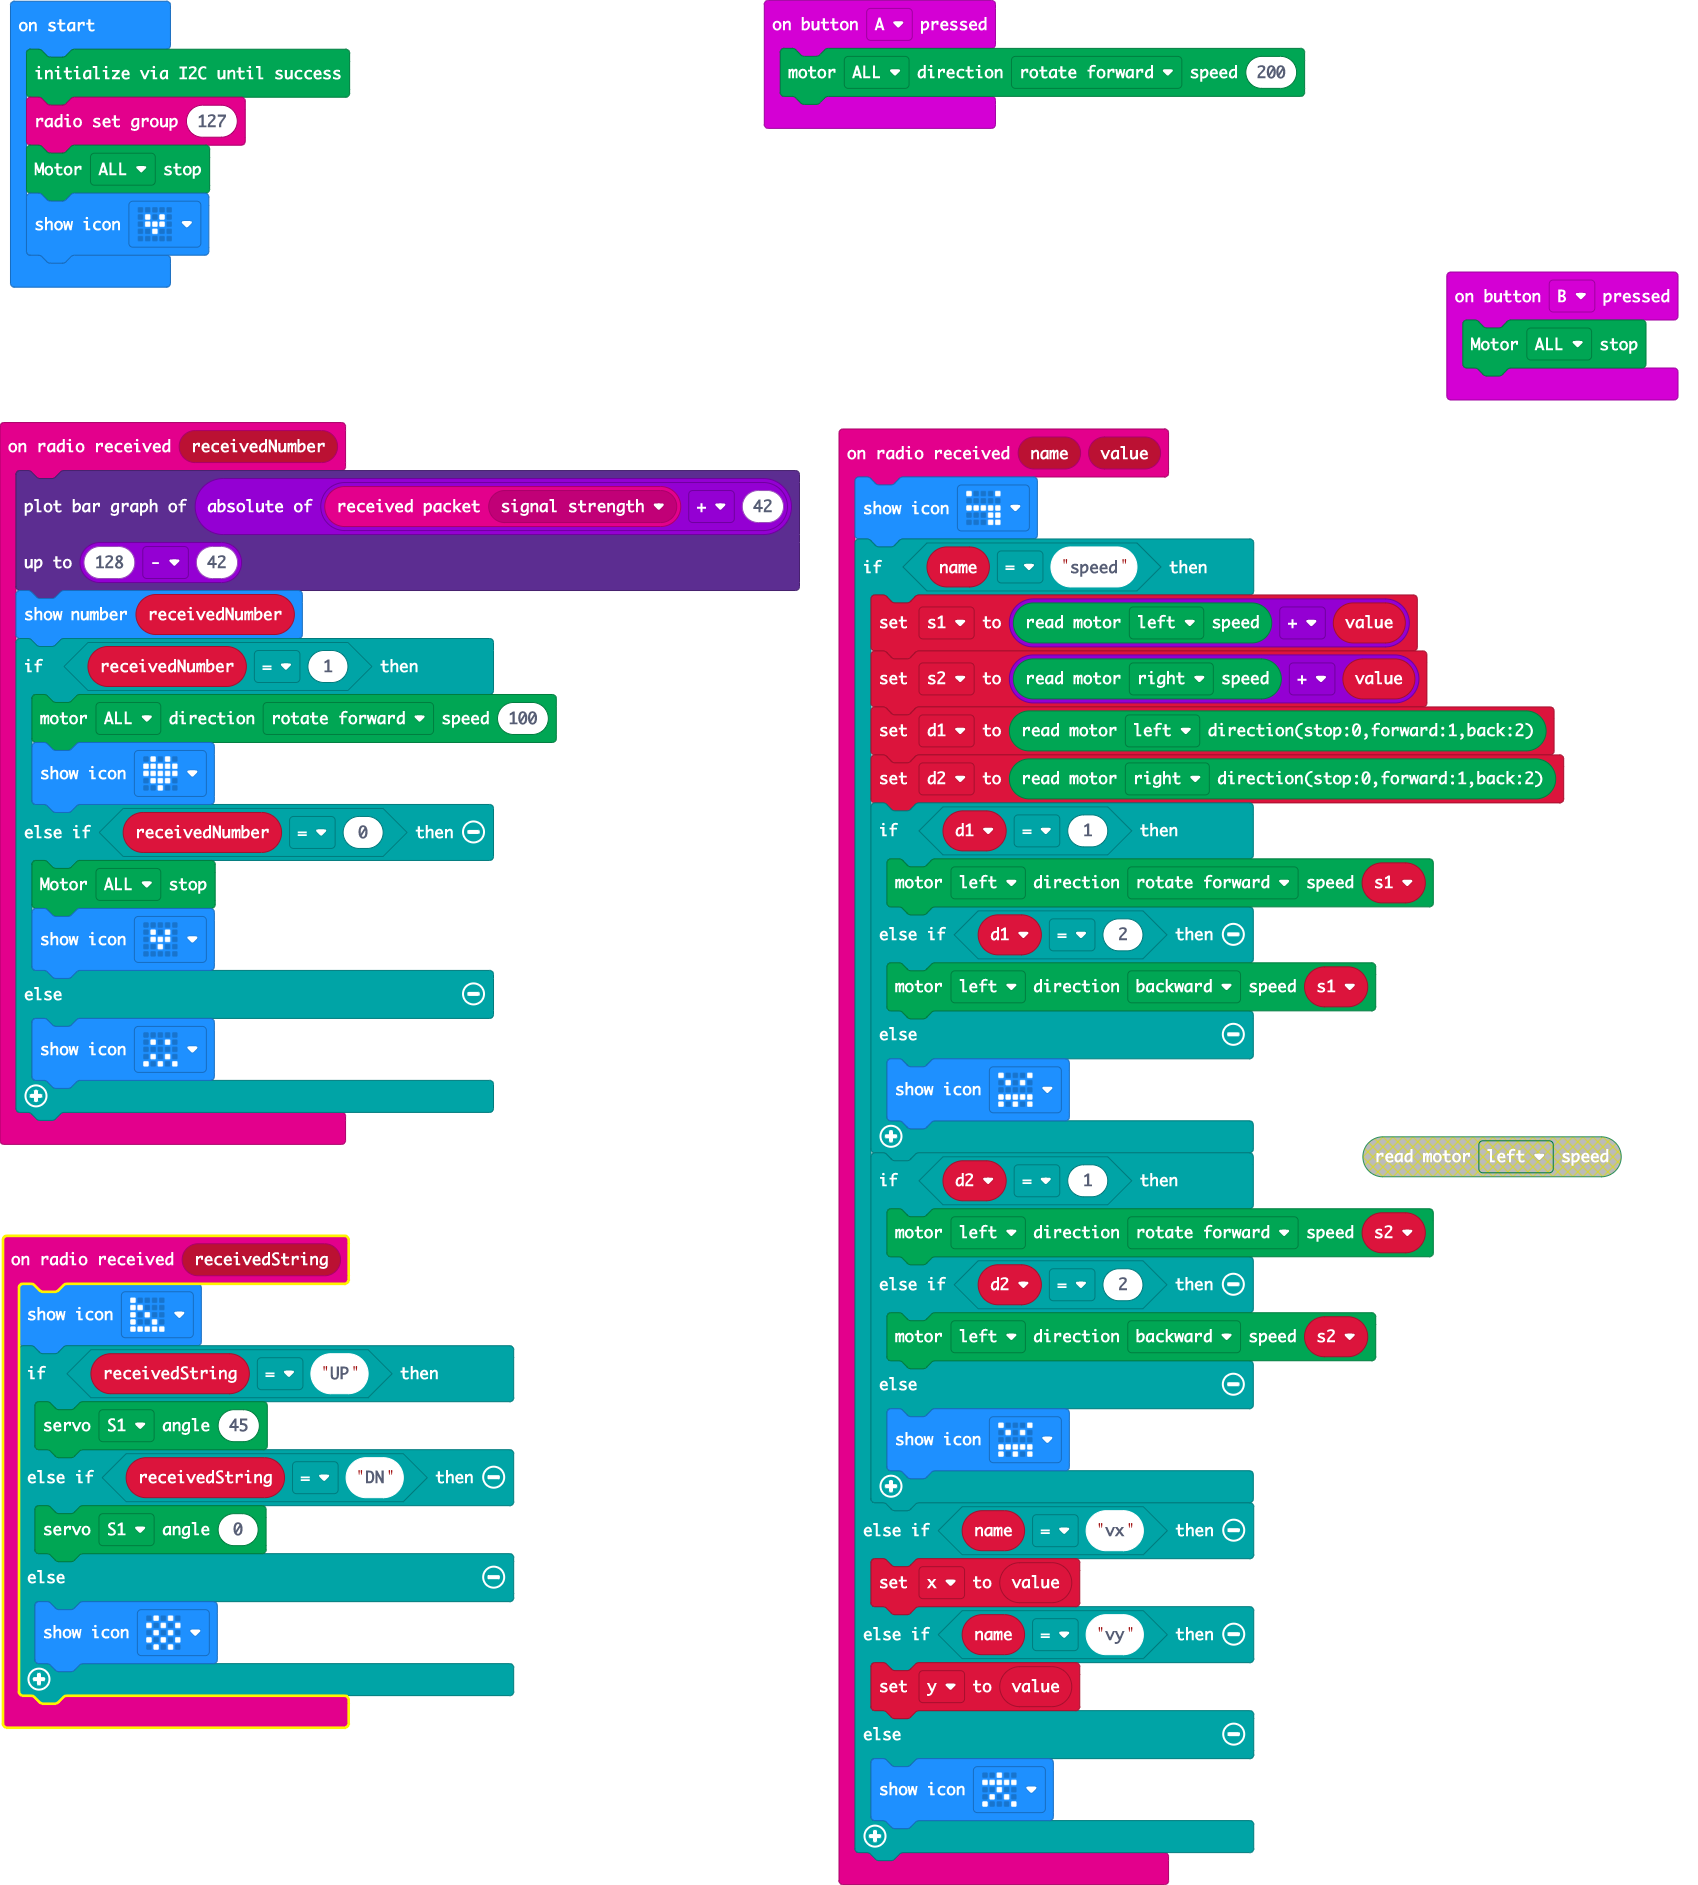 on start
initialize via I2C until success
radio set group 127
Motor ALL stop
show icon
on button A pressed
motor ALL direction rotate forward speed 200
on button B pressed
Motor ALL stop
on radio received receivedNumber
plot bar graph of absolute of received packet signal strength + 42
up to 128 - 42
show number receivedNumber
if receivedNumber = 1 then
motor ALL direction rotate forward speed 100
show icon
else if receivedNumber = 0 then
Motor ALL stop
show icon
else
show icon
on radio received receivedString
show icon
if receivedString = "UP" then
servo S1 angle 45
else if receivedString = "DN" then
servo S1 angle 0
else
show icon
on radio received name value
show icon
if name = "speed" then
set s1 to read motor left speed + value
set s2 to read motor right speed + value
set d1 to read motor left direction(stop:0,forward:1,back:2)
set d2 to read motor right direction(stop:0,forward:1,back:2)
if d1 = 1 then
motor left direction rotate forward speed s1
else if d1 = 2 then
motor left direction backward speed s1
else
show icon
if d2 = 1 then
motor left direction rotate forward speed s2
else if d2 = 2 then
motor left direction backward speed s2
else
show icon
else if name = "vx" then
set x to value
else if name = "vy" then
set y to value
else
show icon
read motor left speed